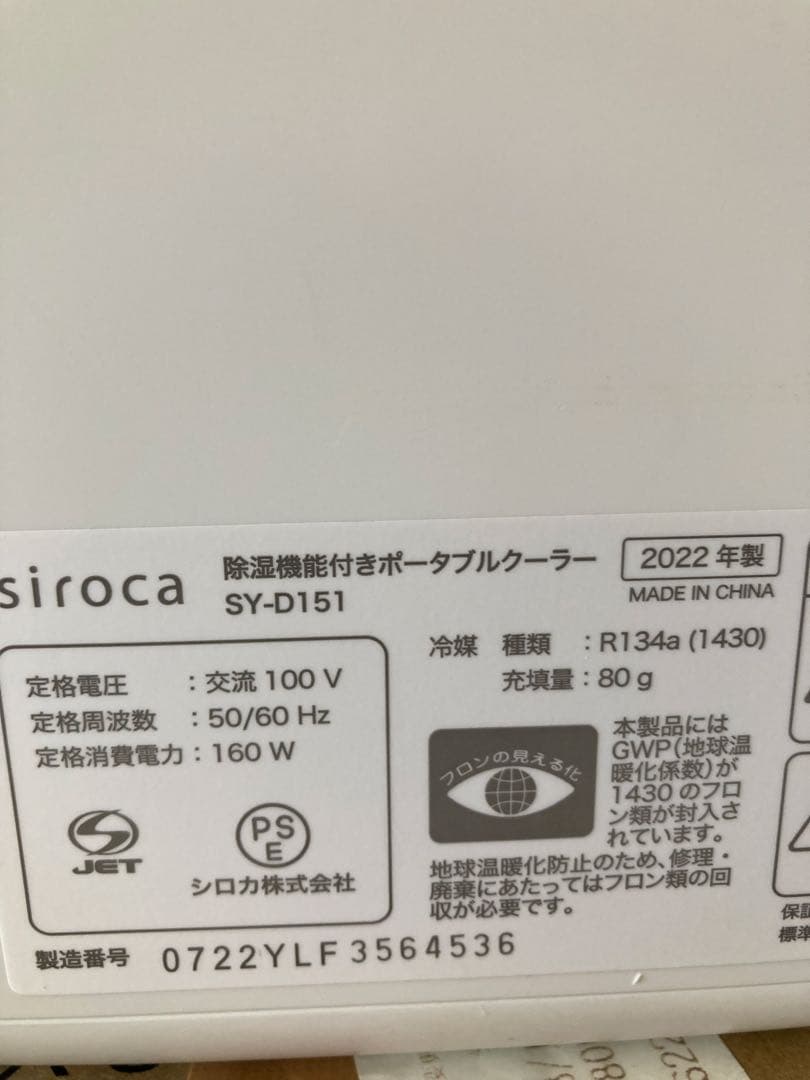 siroca
除湿機能付きポータブルクーラー
SY-D151
2022 年製
MADE IN CHINA
定格電圧 ：交流 100 V
定格周波数 ：50/60 Hz
定格消費電力：160 W
JET
PS
E
シロカ株式会社
冷媒 種類 ：R134a (1430)
充填量：80 g
フロンの見える化
本製品には
GWP（地球温
暖化係数）が
1430 のフロ
ン類が封入さ
れています。
地球温暖化防止のため、修理・
廃棄にあたってはフロン類の回
収が必要です。
保証
標準
製造番号 0722YLF3564536